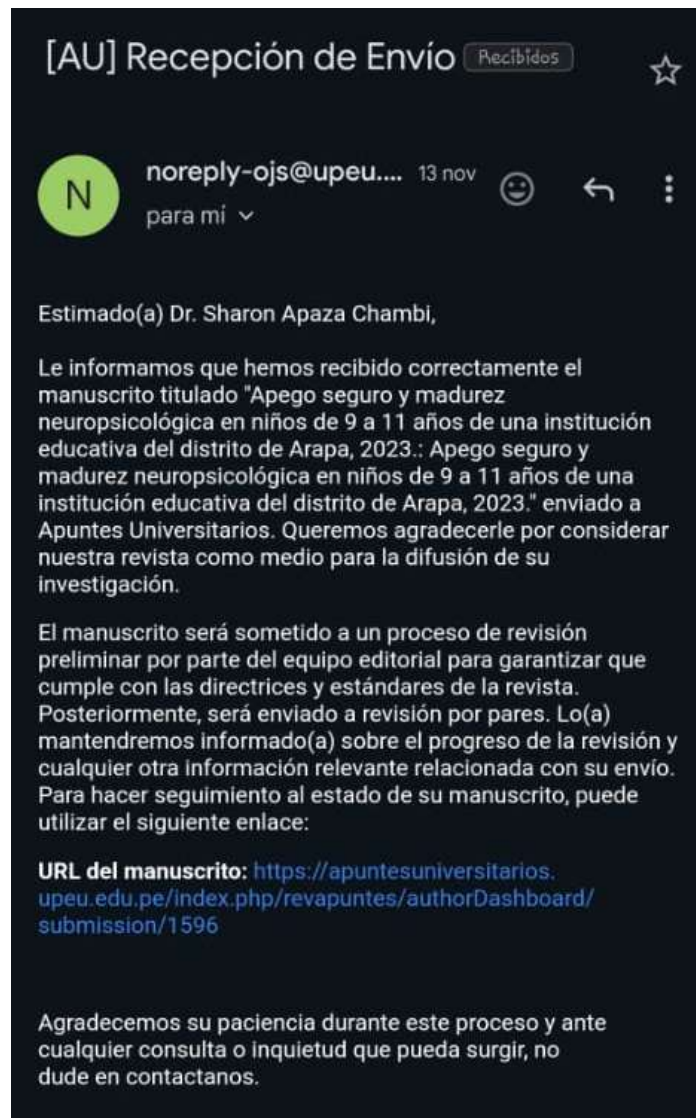 [AU] Recepción de Envío Recibidos
N
noreply-ojs@upeu.... 13 nov
para mí
Estimado(a) Dr. Sharon Apaza Chambi,
Le informamos que hemos recibido correctamente el
manuscrito titulado "Apego seguro y madurez
neuropsicológica en niños de 9 a 11 años de una institución
educativa del distrito de Arapa, 2023.: Apego seguro y
madurez neuropsicológica en niños de 9 a 11 años de una
institución educativa del distrito de Arapa, 2023." enviado a
Apuntes Universitarios. Queremos agradecerle por considerar
nuestra revista como medio para la difusión de su
investigación.
El manuscrito será sometido a un proceso de revisión
preliminar por parte del equipo editorial para garantizar que
cumple con las directrices y estándares de la revista.
Posteriormente, será enviado a revisión por pares. Lo(a)
mantendremos informado(a) sobre el progreso de la revisión y
cualquier otra información relevante relacionada con su envío.
Para hacer seguimiento al estado de su manuscrito, puede
utilizar el siguiente enlace:
URL del manuscrito: https://apuntesuniversitarios.
upeu.edu.pe/index.php/revapuntes/authorDashboard/
submission/1596
Agradecemos su paciencia durante este proceso y ante
cualquier consulta o inquietud que pueda surgir, no
dude en contactanos.